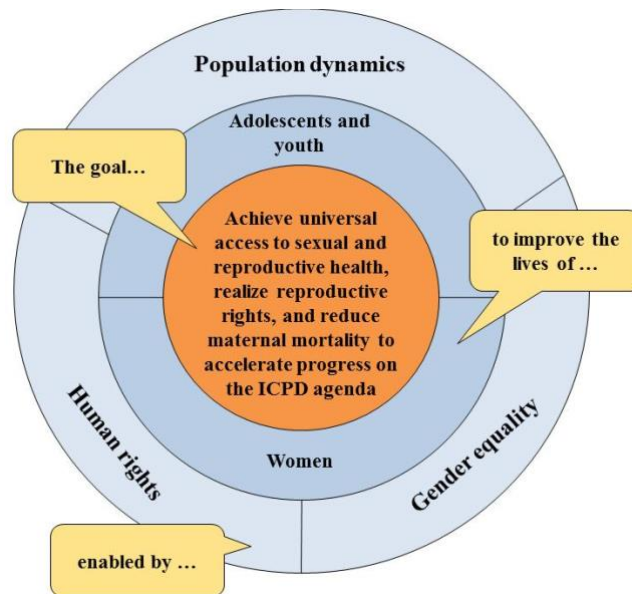 Population dynamics
Adolescents and
youth
The goal...
Achieve universal
access to sexual and
reproductive health,
realize reproductive
rights, and reduce
maternal mortality to
accelerate progress on
the ICPD agenda
to improve the
lives of ...
Women
Human rights
Gender equality
enabled by ...